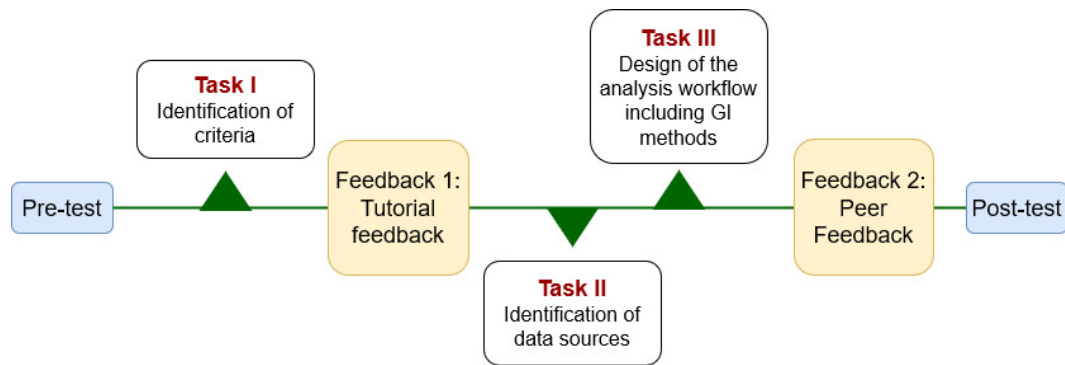 Pre-test
Task I
Identification of
criteria
Feedback 1:
Tutorial
feedback
Task II
Identification of
data sources
Task III
Design of the
analysis workflow
including GI
methods
Feedback 2:
Peer
Feedback
Post-test